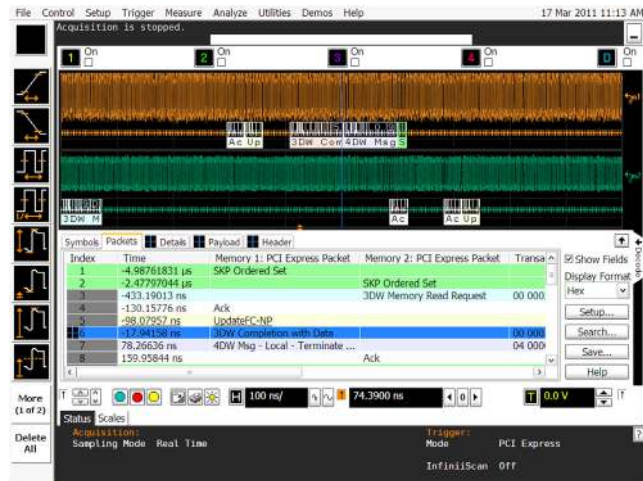 File Control Setup Trigger Measure Analyze Utilities Demos Help 17 Mar 2011 11:13 AM
Acquisition is stopped.
1 On 2 On 3 On 4 On D On
Ac Up 3DW Com 4DW Msg S
3DW M Ac Ac Up
Symbols Packets Details Payload Header
Index Time Memory 1: PCI Express Packet Memory 2: PCI Express Packet Transa
1 -4.98761831 µs SKP Ordered Set
2 -2.47797044 µs SKP Ordered Set
3 -433.19013 ns 3DW Memory Read Request 00 000
4 -130.15776 ns Ack
5 -98.07957 ns UpdateFC-NP
6 -17.94158 ns 3DW Completion with Data 00 000
7 78.26636 ns 4DW Msg - Local - Terminate ... 04 000
8 159.95844 ns Ack
Decode
Show Fields
Display Format
Hex
Setup...
Search...
Save...
Help
More
(1 of 2)
Delete
All
H 100 ns/ 74.3900 ns 0 T 0.0 V
Status Scales
Acquisition:
Sampling Mode Real Time
Trigger:
Mode PCI Express
InfiniiScan Off